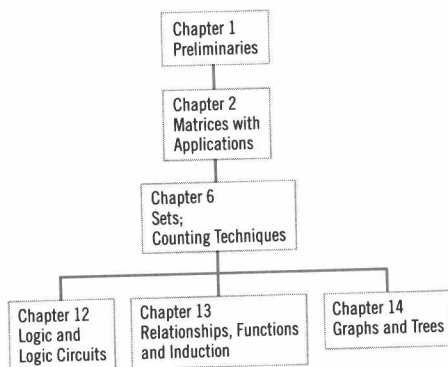 Chapter 1
Preliminaries
Chapter 2
Matrices with
Applications
Chapter 6
Sets;
Counting Techniques
Chapter 12
Logic and
Logic Circuits
Chapter 13
Relationships, Functions
and Induction
Chapter 14
Graphs and Trees